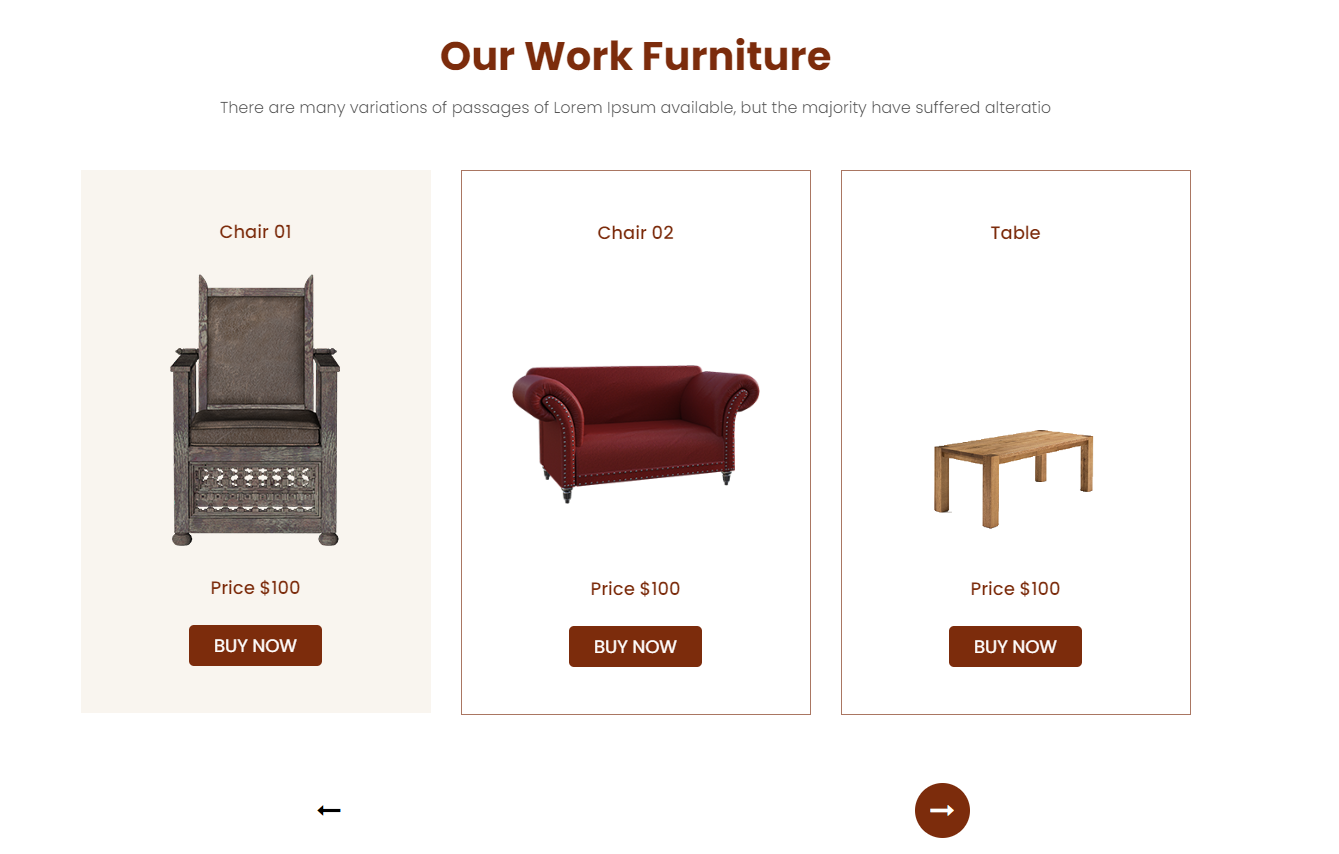 Our Work Furniture
There are many variations of passages of Lorem Ipsum available, but the majority have suffered alteratio
Chair 01
Price $100
BUY NOW
Chair 02
Price $100
BUY NOW
Table
Price $100
BUY NOW